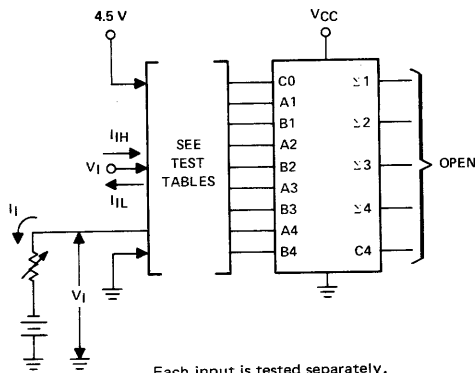 4.5 V
VCC
C0
A1
B1
A2
B2
A3
B3
A4
B4
Σ1
Σ2
Σ3
Σ4
C4
OPEN
SEE
TEST
TABLES
IIH
VI
IIL
II
VI
Each input is tested separately.